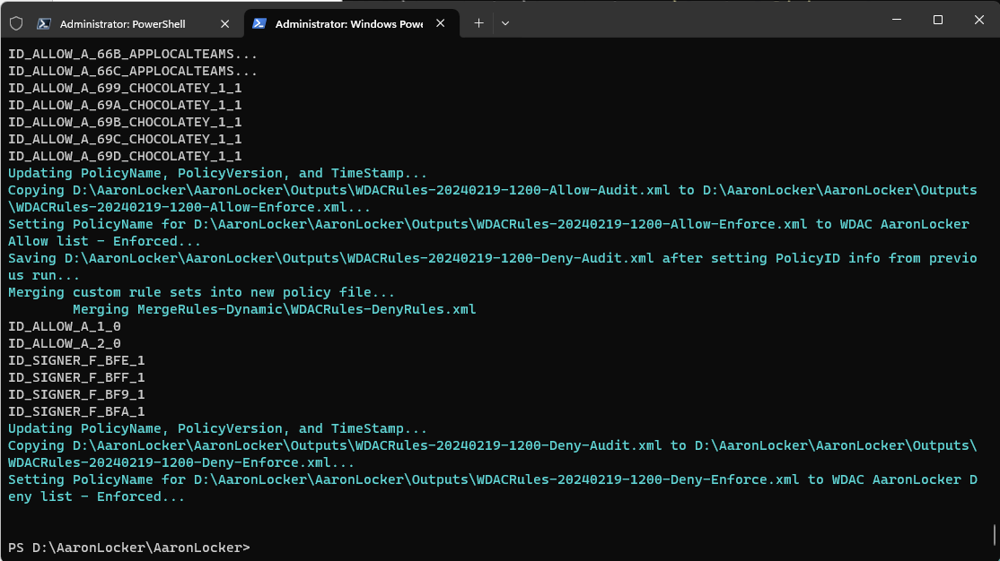 Administrator: PowerShell
Administrator: Windows Powe
ID_ALLOW_A_66B_APPLOCALTEAMS...
ID_ALLOW_A_66C_APPLOCALTEAMS...
ID_ALLOW_A_699_CHOCOLATEY_1_1
ID_ALLOW_A_69A_CHOCOLATEY_1_1
ID_ALLOW_A_69B_CHOCOLATEY_1_1
ID_ALLOW_A_69C_CHOCOLATEY_1_1
ID_ALLOW_A_69D_CHOCOLATEY_1_1
Updating PolicyName, PolicyVersion, and TimeStamp...
Copying D:\AaronLocker\AaronLocker\Outputs\WDACRules-20240219-1200-Allow-Audit.xml to D:\AaronLocker\AaronLocker\Outputs
\WDACRules-20240219-1200-Allow-Enforce.xml...
Setting PolicyName for D:\AaronLocker\AaronLocker\Outputs\WDACRules-20240219-1200-Allow-Enforce.xml to WDAC AaronLocker
Allow list - Enforced...
Saving D:\AaronLocker\AaronLocker\Outputs\WDACRules-20240219-1200-Deny-Audit.xml after setting PolicyID info from previo
us run...
Merging custom rule sets into new policy file...
Merging MergeRules-Dynamic\WDACRules-DenyRules.xml
ID_ALLOW_A_1_0
ID_ALLOW_A_2_0
ID_SIGNER_F_BFE_1
ID_SIGNER_F_BFF_1
ID_SIGNER_F_BF9_1
ID_SIGNER_F_BFA_1
Updating PolicyName, PolicyVersion, and TimeStamp...
Copying D:\AaronLocker\AaronLocker\Outputs\WDACRules-20240219-1200-Deny-Audit.xml to D:\AaronLocker\AaronLocker\Outputs\
WDACRules-20240219-1200-Deny-Enforce.xml...
Setting PolicyName for D:\AaronLocker\AaronLocker\Outputs\WDACRules-20240219-1200-Deny-Enforce.xml to WDAC AaronLocker D
eny list - Enforced...
PS D:\AaronLocker\AaronLocker>